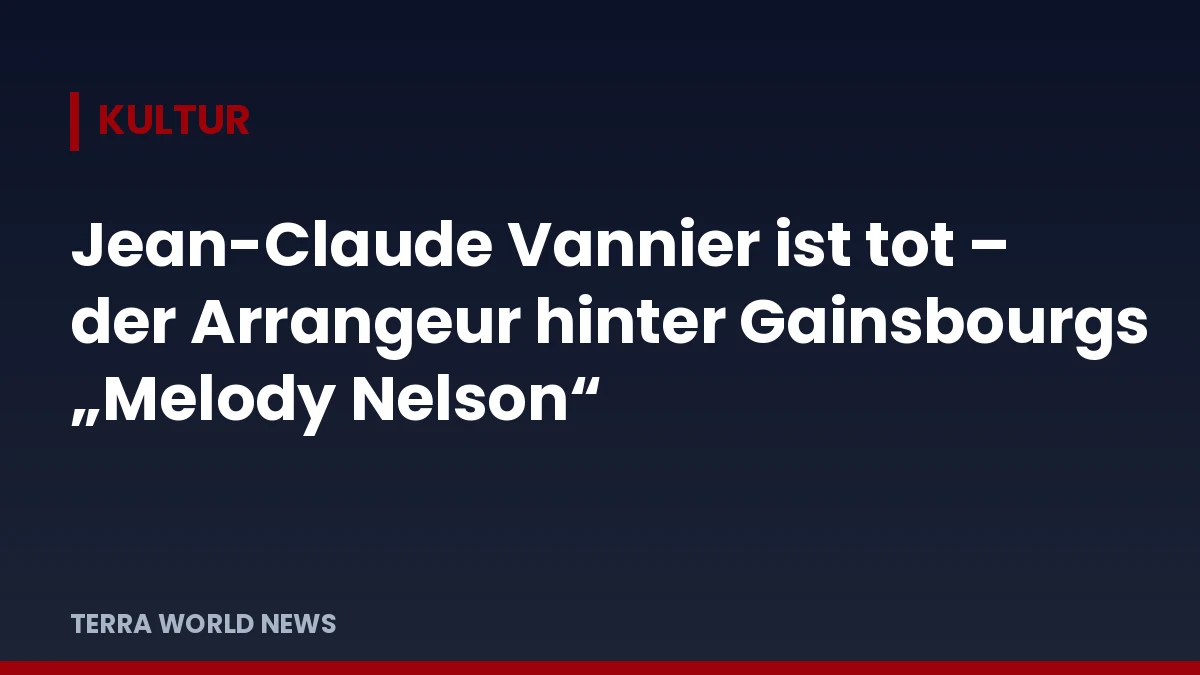 KULTUR
Jean-Claude Vannier ist tot –
der Arrangeur hinter Gainsbourgs
„Melody Nelson“
TERRA WORLD NEWS